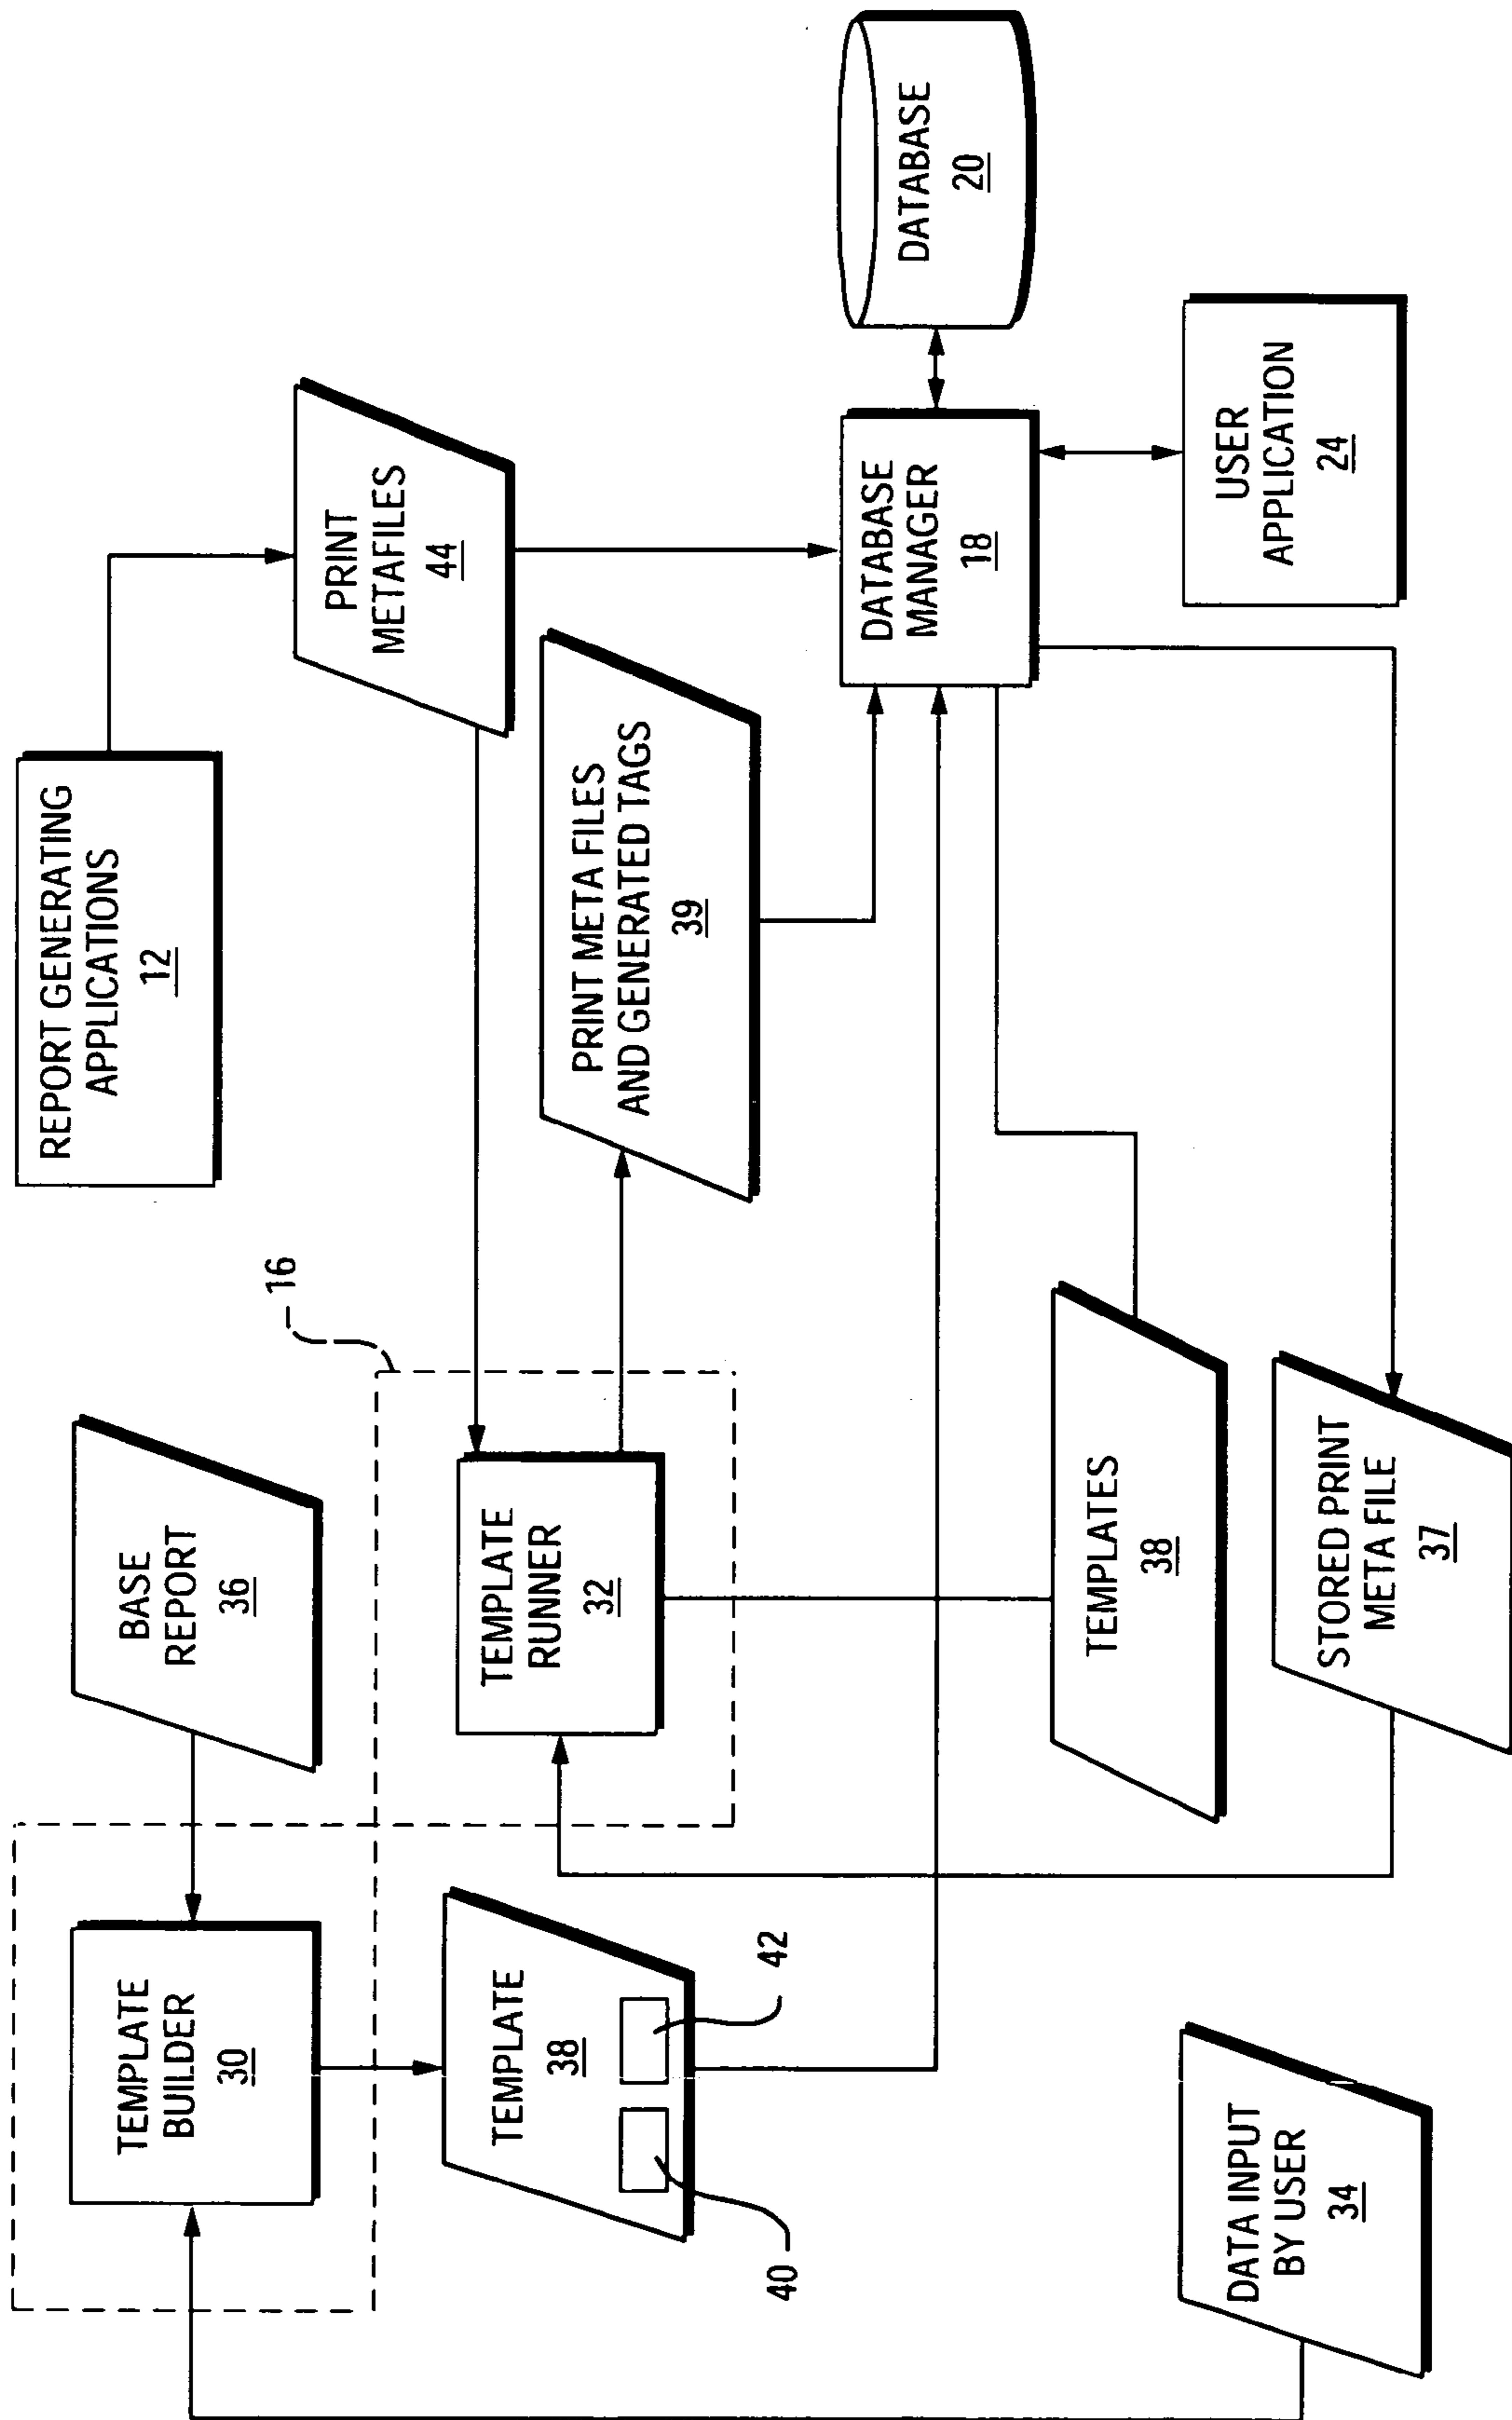 REPORT GENERATING
APPLICATIONS
12
PRINT
METAFILES
44
16
BASE
REPORT
36
TEMPLATE
BUILDER
30
TEMPLATE
RUNNER
32
PRINT META FILES
AND GENERATED TAGS
39
TEMPLATE
38
40
42
DATABASE
MANAGER
18
DATABASE
20
USER
APPLICATION
24
TEMPLATES
38
STORED PRINT
META FILE
37
DATA INPUT
BY USER
34